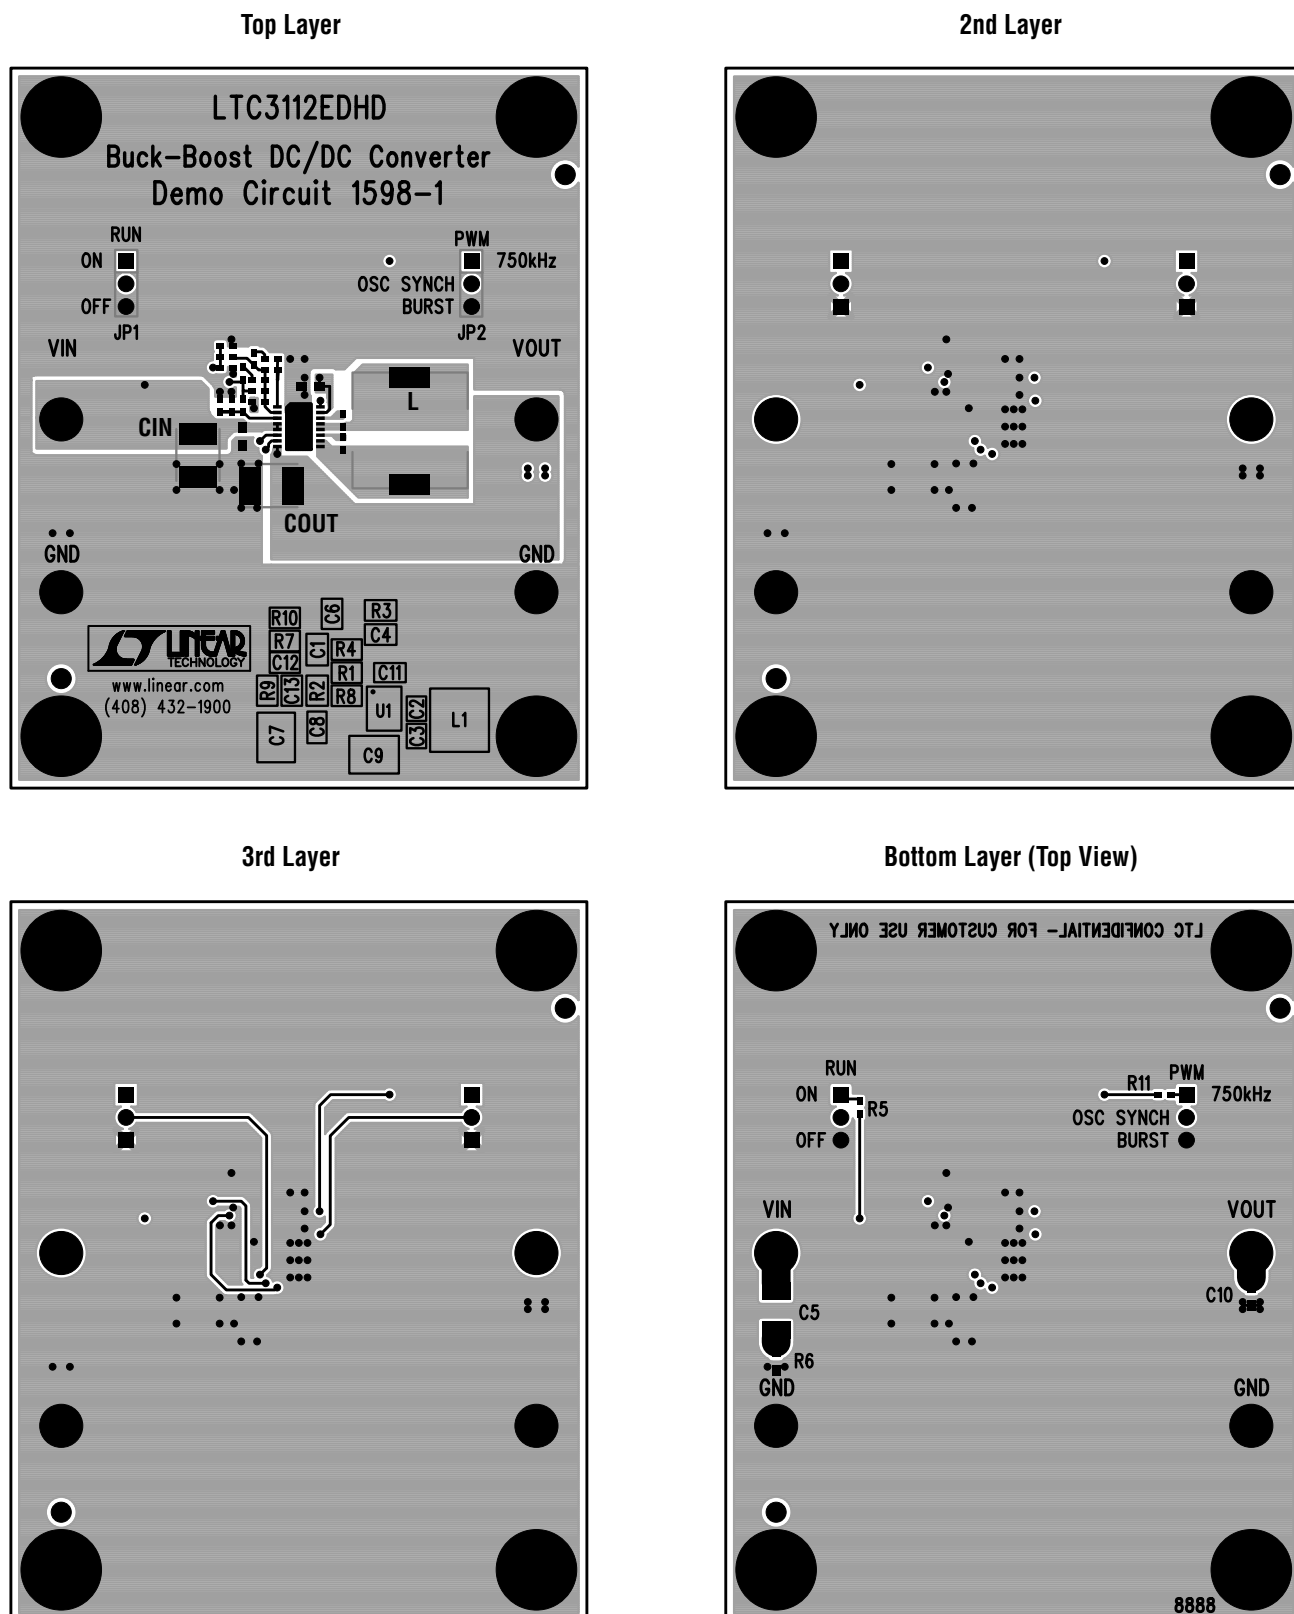 Top Layer
2nd Layer
LTC3112EDHD
Buck-Boost DC/DC Converter
Demo Circuit 1598-1
RUN
ON
OFF
JP1
PWM
750kHz
OSC SYNCH
BURST
JP2
VIN
VOUT
CIN
L
COUT
GND
GND
R10
C6
R3
R7
C1
R4
C4
C12
R1
C11
R9
C13
R2
R8
U1
C2
L1
C7
C8
C3
C9
LINEAR
TECHNOLOGY
www.linear.com
(408) 432-1900
3rd Layer
Bottom Layer (Top View)
LTC CONFIDENTIAL- FOR CUSTOMER USE ONLY
RUN
ON
R5
OFF
R11
PWM
750kHz
OSC SYNCH
BURST
VIN
VOUT
C5
C10
R6
GND
GND
8888